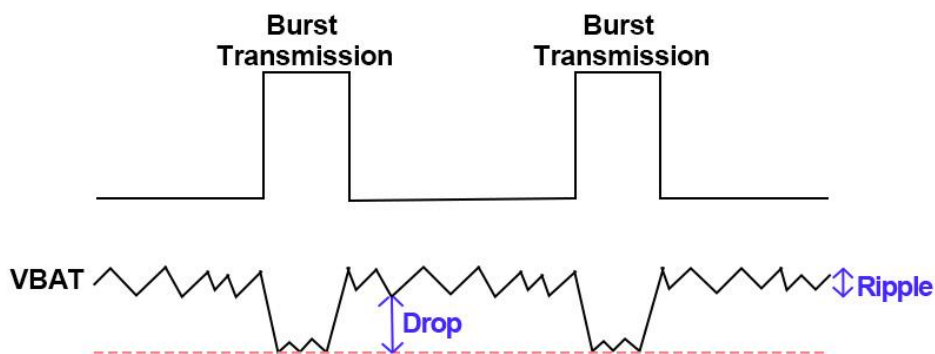 Burst
Transmission
Burst
Transmission
VBAT
Drop
Ripple